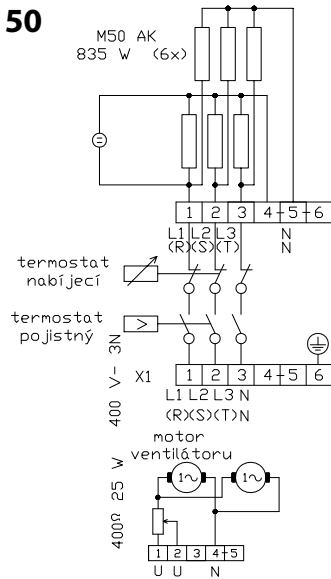 50
M50 AK
835 W (6x)
=
1 2 3 4 5 6
L1 L2 L3 N
(R)(S)(T) N
termostat
nabíjecí
termostat
pojistný
>
400 V~ 3N
X1
1 2 3 4 5 6
L1 L2 L3 N
(R)(S)(T) N
motor
ventilátoru
1~ 1~
400Ω 25 W
1 2 3 4 5
U U N